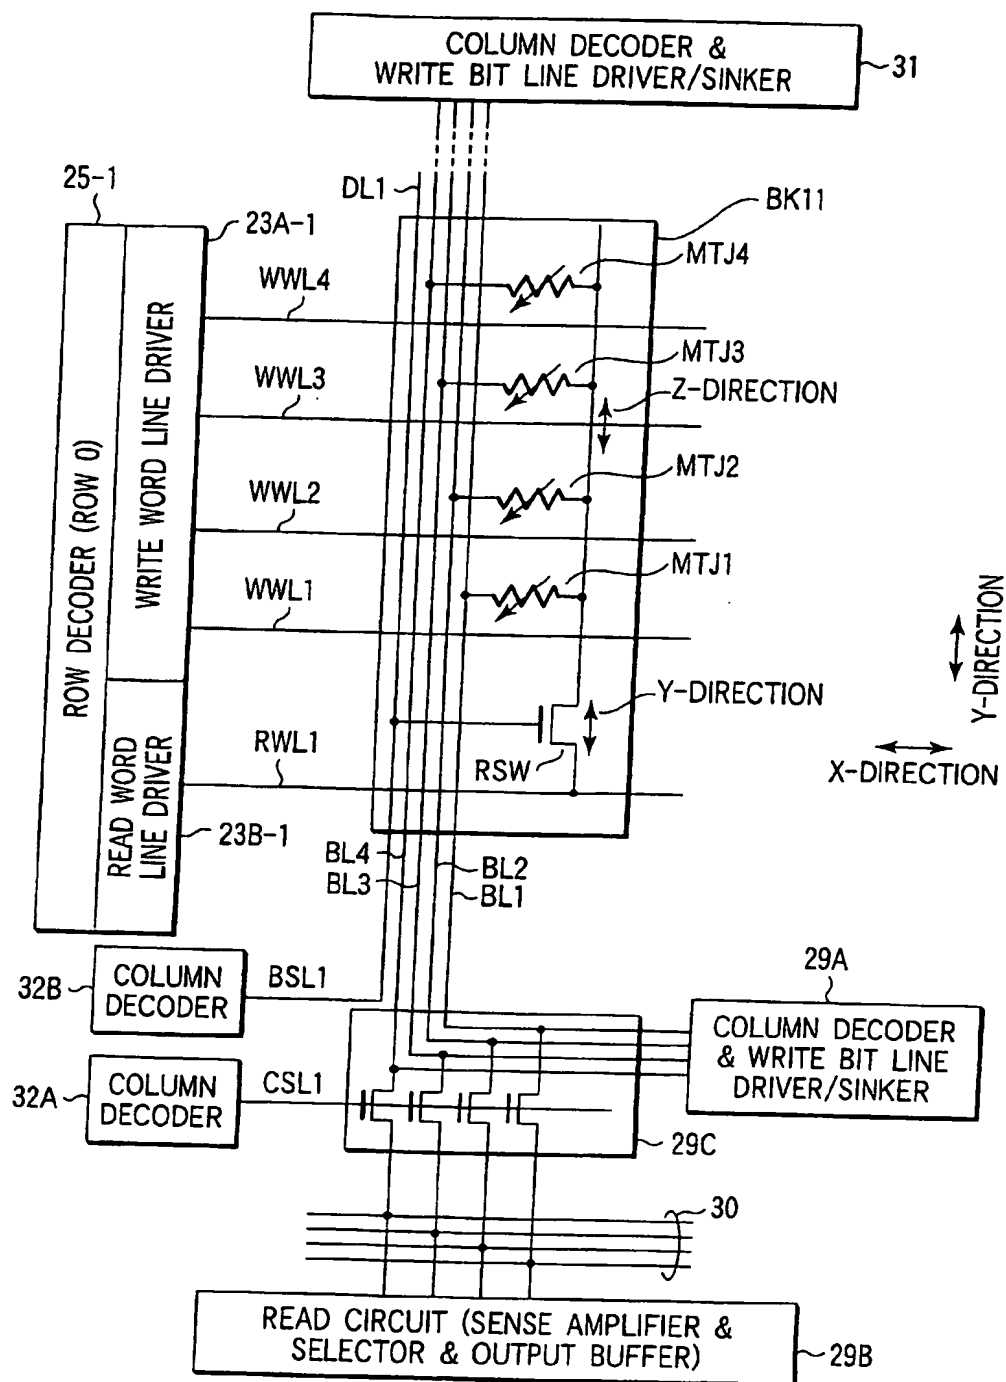 COLUMN DECODER &
WRITE BIT LINE DRIVER/SINKER
31
25-1
DL1
23A-1
BK11
MTJ4
WWL4
MTJ3
WWL3
Z-DIRECTION
ROW DECODER (ROW 0)
WRITE WORD LINE DRIVER
MTJ2
WWL2
MTJ1
WWL1
Y-DIRECTION
Y-DIRECTION
X-DIRECTION
RWL1
RSW
READ WORD
LINE DRIVER
23B-1
BL4
BL3
BL2
BL1
32B
COLUMN
DECODER
BSL1
29A
COLUMN DECODER
& WRITE BIT LINE
DRIVER/SINKER
32A
COLUMN
DECODER
CSL1
29C
30
READ CIRCUIT (SENSE AMPLIFIER &
SELECTOR & OUTPUT BUFFER)
29B